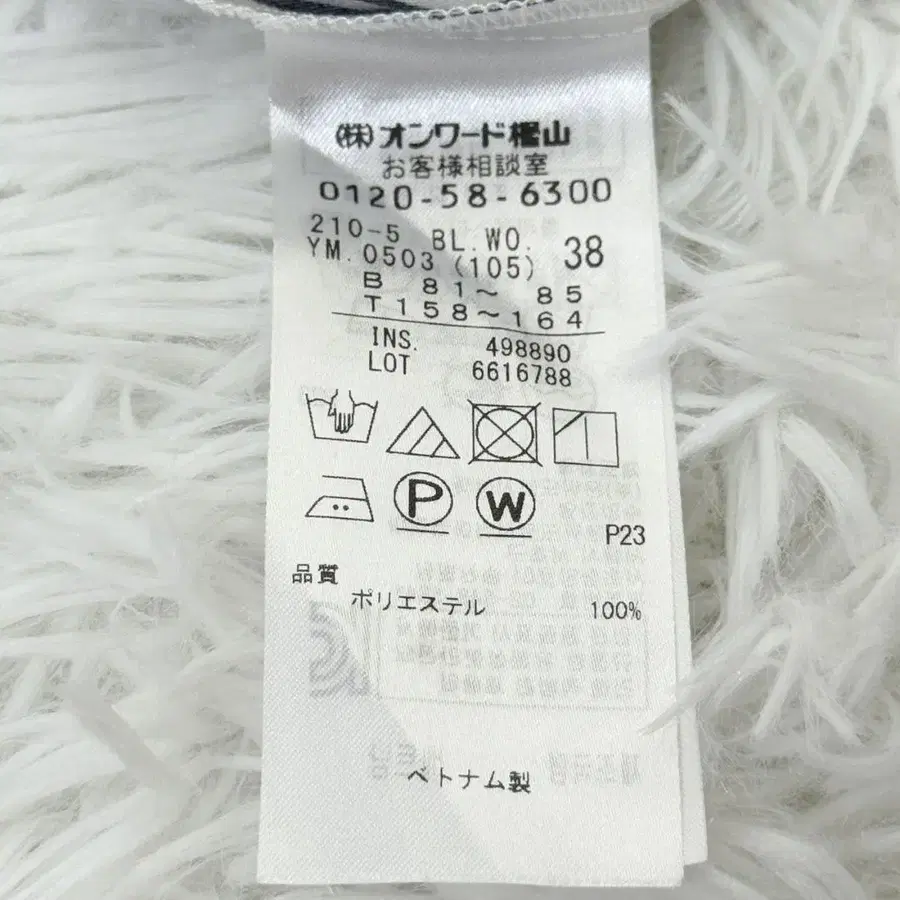 (株)オンワード樫山
お客様相談室
0120-58-6300
210-5 BL.WO. 38
YM.0503 (105)
B 81～ 85
T158～164
INS. 498890
LOT 6616788
P W
P23
品質
ポリエステル 100%
ベトナム製